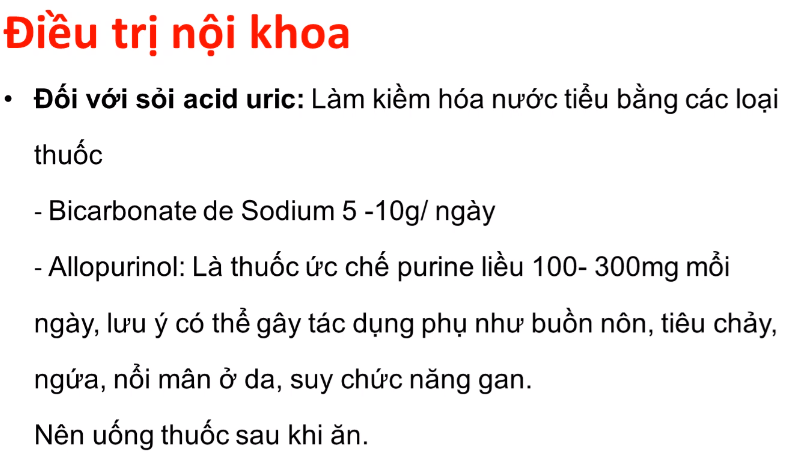 Điều trị nội khoa
• Đối với sỏi acid uric: Làm kiềm hóa nước tiểu bằng các loại
thuốc
- Bicarbonate de Sodium 5 -10g/ ngày
- Allopurinol: Là thuốc ức chế purine liều 100- 300mg mổi
ngày, lưu ý có thể gây tác dụng phụ như buồn nôn, tiêu chảy,
ngứa, nổi mân ở da, suy chức năng gan.
Nên uống thuốc sau khi ăn.